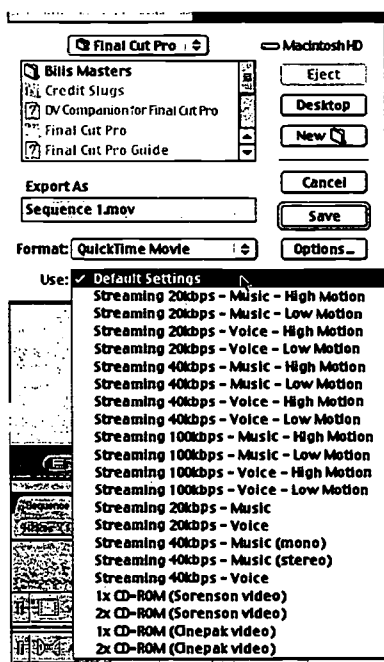 Final Cut Pro
Macintosh HD
Bills Masters
Credit Slugs
DV Companion for Final Cut Pro
Final Cut Pro
Final Cut Pro Guide
Eject
Desktop
New
Cancel
Save
Export As
Sequence 1.mov
Format: QuickTime Movie
Options...
Use: ✓ Default Settings
Streaming 20kbps - Music - High Motion
Streaming 20kbps - Music - Low Motion
Streaming 20kbps - Voice - High Motion
Streaming 20kbps - Voice - Low Motion
Streaming 40kbps - Music - High Motion
Streaming 40kbps - Music - Low Motion
Streaming 40kbps - Voice - High Motion
Streaming 40kbps - Voice - Low Motion
Streaming 100kbps - Music - High Motion
Streaming 100kbps - Music - Low Motion
Streaming 100kbps - Voice - High Motion
Streaming 100kbps - Voice - Low Motion
Streaming 20kbps - Music
Streaming 20kbps - Voice
Streaming 40kbps - Music (mono)
Streaming 40kbps - Music (stereo)
Streaming 40kbps - Voice
1x CD-ROM (Sorenson video)
2x CD-ROM (Sorenson video)
1x CD-ROM (Cinepak video)
2x CD-ROM (Cinepak video)
Sequence